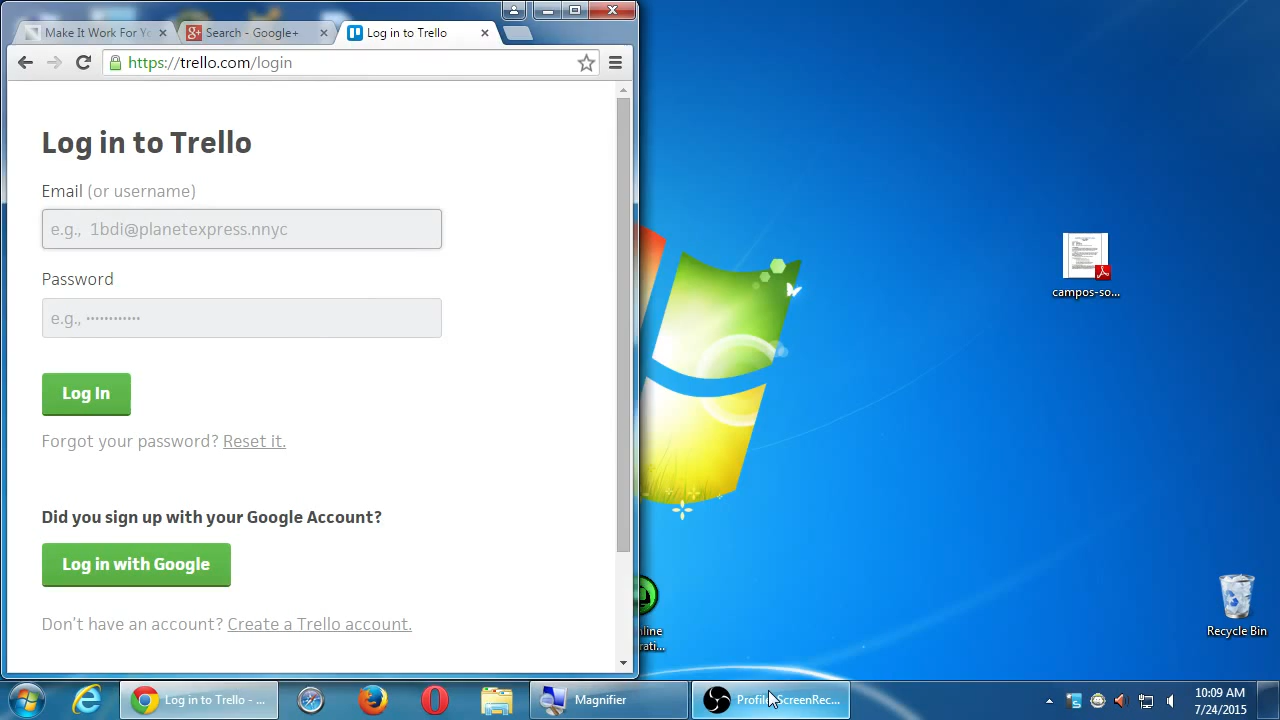 Make It Work For Yo
Search - Google+
Log in to Trello
https://trello.com/login
Log in to Trello
Email (or username)
e.g., 1bdi@planetexpress.nnyc
Password
e.g., ••••••••••••
Log In
Forgot your password? Reset it.
Did you sign up with your Google Account?
Log in with Google
Don't have an account? Create a Trello account.
campos-so...
nline
rati...
Recycle Bin
Log in to Trello - ...
Magnifier
Profile ScreenRec...
10:09 AM
7/24/2015